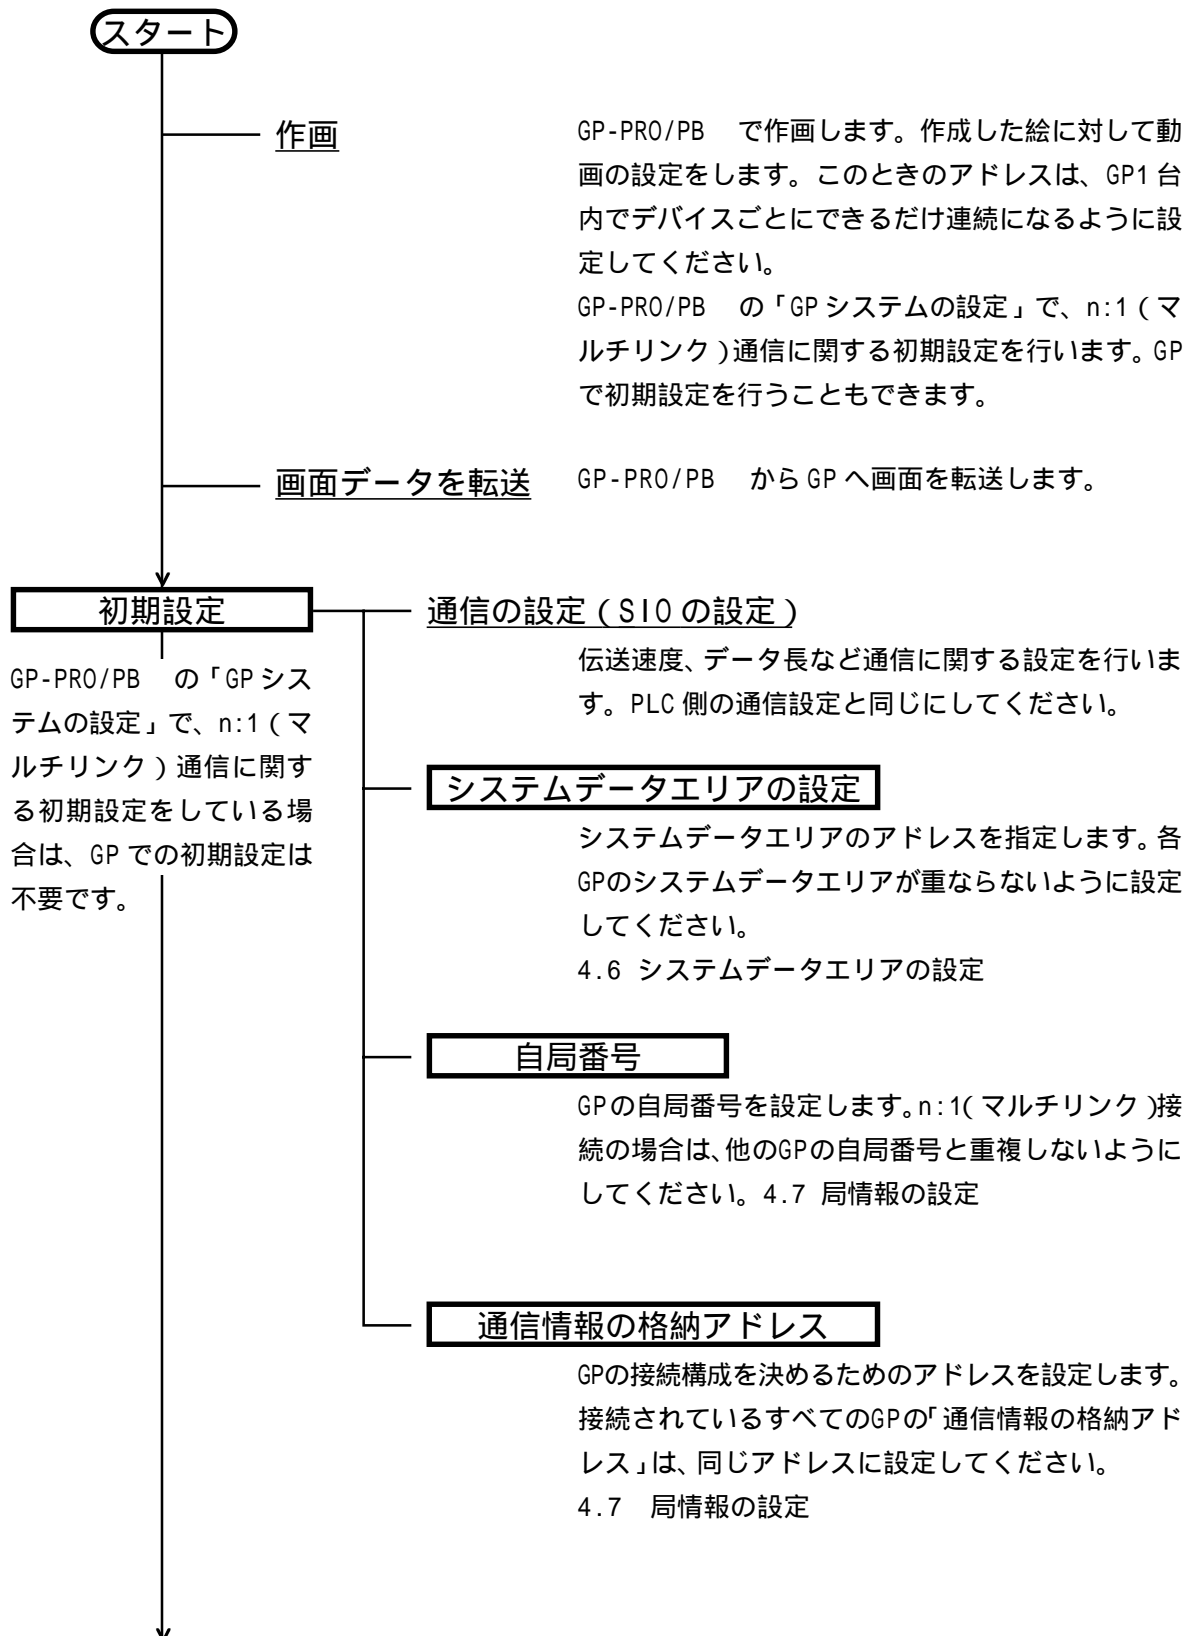 スタート
作画
GP-PRO/PB　で作画します。作成した絵に対して動
画の設定をします。このときのアドレスは、GP1台
内でデバイスごとにできるだけ連続になるように設
定してください。
GP-PRO/PB　の「GPシステムの設定」で、n:1(マ
ルチリンク)通信に関する初期設定を行います。GP
で初期設定を行うこともできます。
画面データを転送
GP-PRO/PB　からGPへ画面を転送します。
初期設定
GP-PRO/PB　の「GPシス
テムの設定」で、n:1(マ
ルチリンク)通信に関す
る初期設定をしている場
合は、GPでの初期設定は
不要です。
通信の設定(SIOの設定)
伝送速度、データ長など通信に関する設定を行いま
す。PLC側の通信設定と同じにしてください。
システムデータエリアの設定
システムデータエリアのアドレスを指定します。各
GPのシステムデータエリアが重ならないように設定
してください。
4.6 システムデータエリアの設定
自局番号
GPの自局番号を設定します。n:1(マルチリンク)接
続の場合は、他のGPの自局番号と重複しないように
してください。4.7 局情報の設定
通信情報の格納アドレス
GPの接続構成を決めるためのアドレスを設定します。
接続されているすべてのGPの「通信情報の格納アド
レス」は、同じアドレスに設定してください。
4.7　局情報の設定